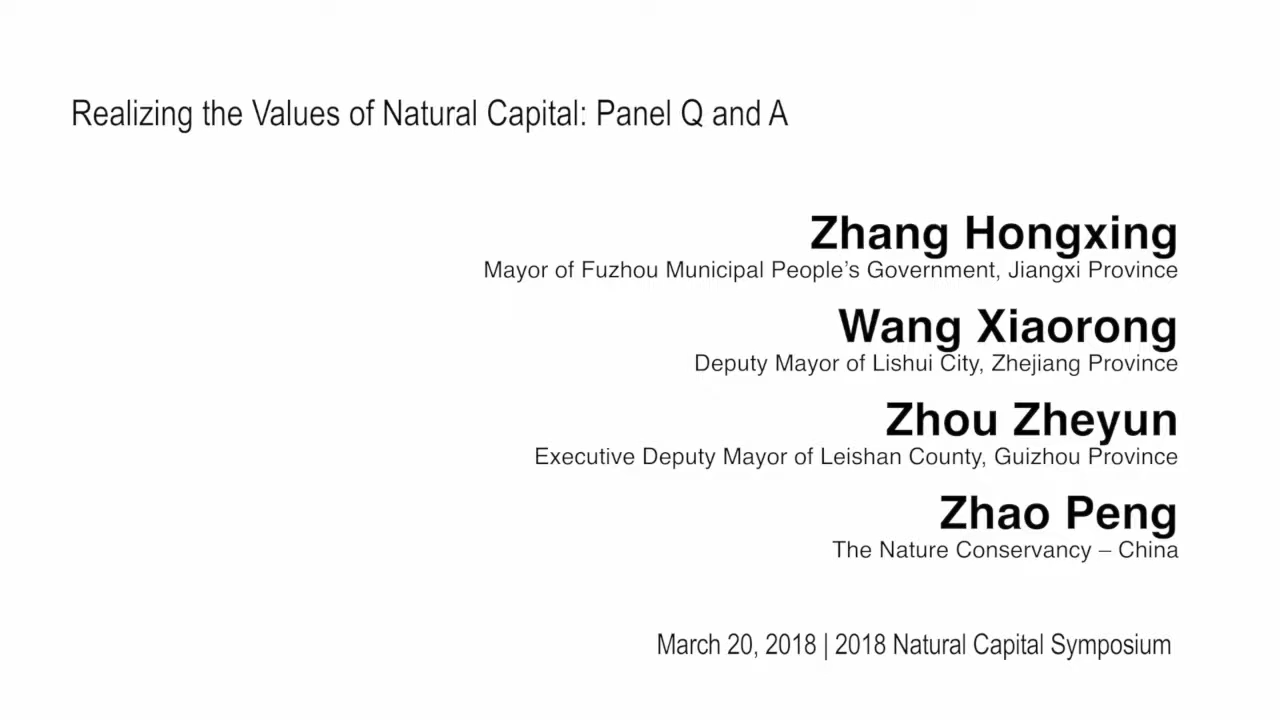 Realizing the Values of Natural Capital: Panel Q and A
Zhang Hongxing
Mayor of Fuzhou Municipal People’s Government, Jiangxi Province
Wang Xiaorong
Deputy Mayor of Lishui City, Zhejiang Province
Zhou Zheyun
Executive Deputy Mayor of Leishan County, Guizhou Province
Zhao Peng
The Nature Conservancy – China
March 20, 2018 | 2018 Natural Capital Symposium